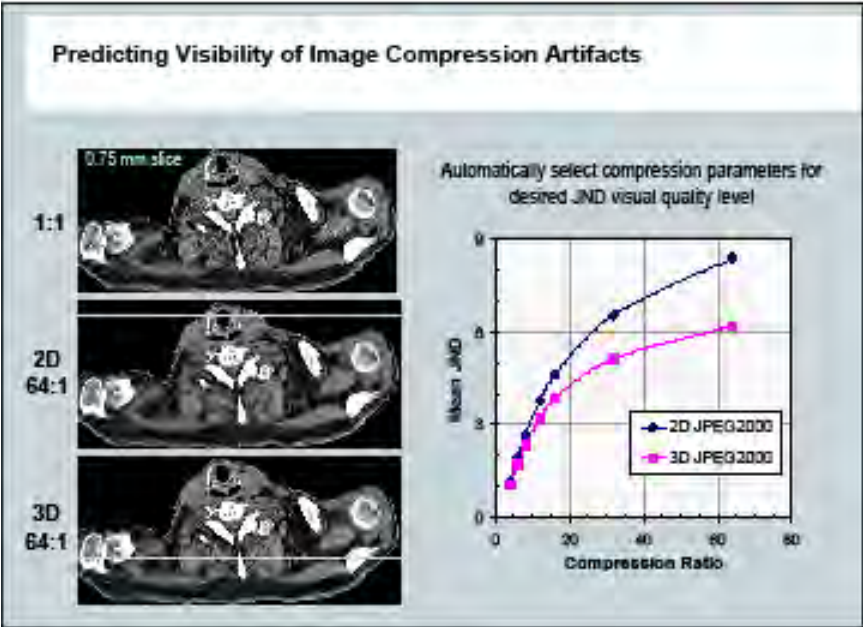 Predicting Visibility of Image Compression Artifacts
0.75 mm slice
1:1
2D
64:1
3D
64:1
Automatically select compression parameters for
desired JND visual quality level
9
6
3
0
Mean JND
2D JPEG2000
3D JPEG2000
0 20 40 60 80
Compression Ratio